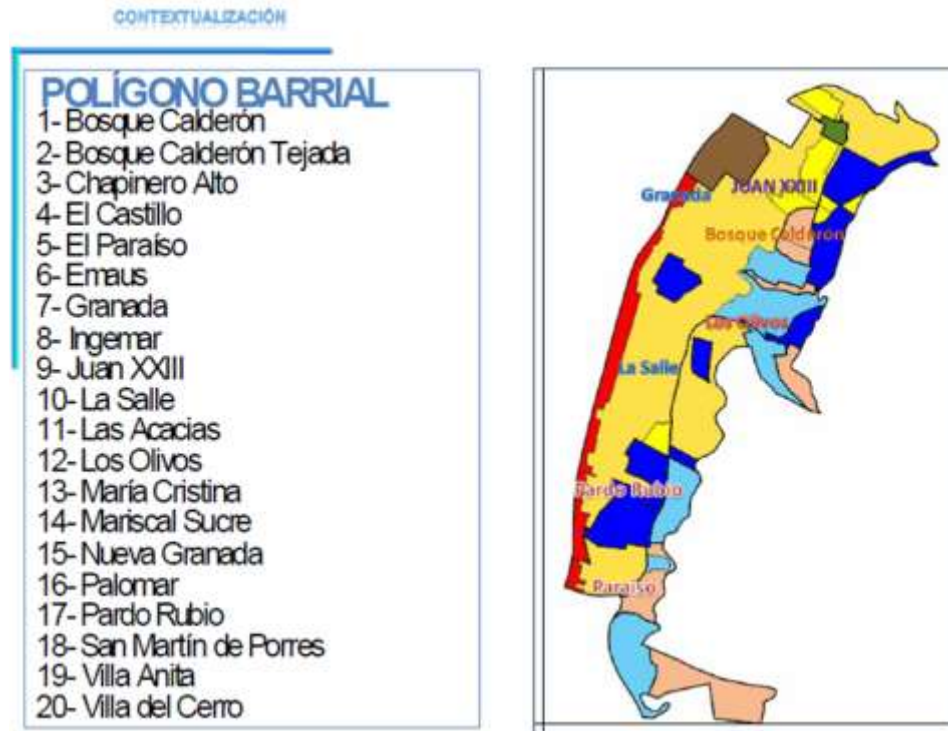 CONTEXTUALIZACIÓN
POLÍGONO BARRIAL
1- Bosque Calderón
2- Bosque Calderón Tejada
3- Chapinero Alto
4- El Castillo
5- El Paraíso
6- Emaus
7- Granada
8- Ingemar
9- Juan XXIII
10- La Salle
11- Las Acacias
12- Los Olivos
13- María Cristina
14- Mariscal Sucre
15- Nueva Granada
16- Palomar
17- Pardo Rubio
18- San Martín de Porres
19- Villa Anita
20- Villa del Cerro
Granada
JUAN XXIII
Bosque Calderón
Los Olivos
La Salle
Pardo Rubio
Paraíso